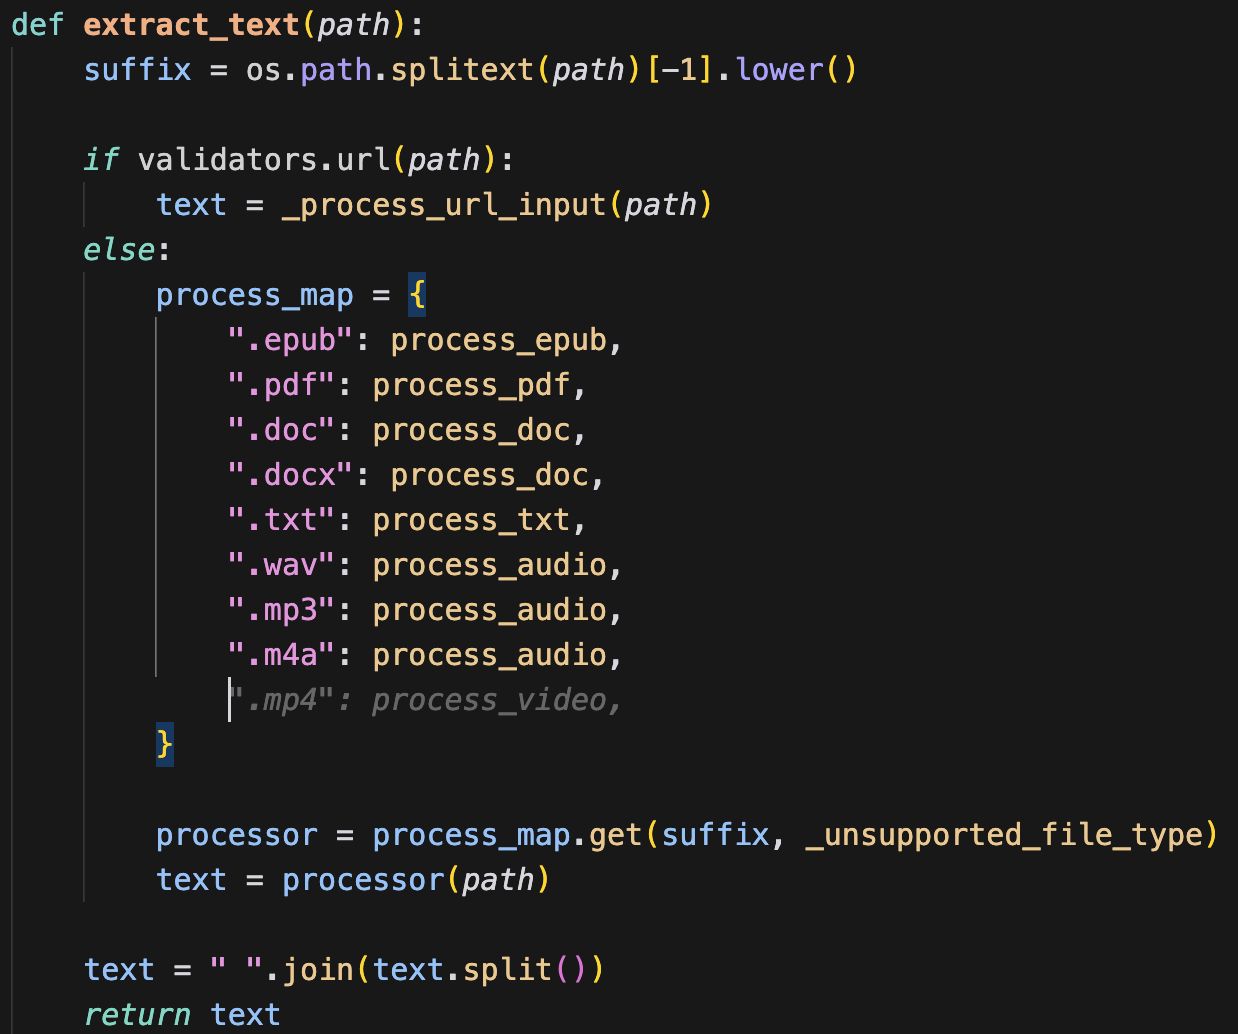 def extract_text(path):
    suffix = os.path.splitext(path)[-1].lower()

    if validators.url(path):
        text = _process_url_input(path)
    else:
        process_map = {
            ".epub": process_epub,
            ".pdf": process_pdf,
            ".doc": process_doc,
            ".docx": process_doc,
            ".txt": process_txt,
            ".wav": process_audio,
            ".mp3": process_audio,
            ".m4a": process_audio,
            ".mp4": process_video,
        }

        processor = process_map.get(suffix, _unsupported_file_type)
        text = processor(path)

    text = " ".join(text.split())
    return text